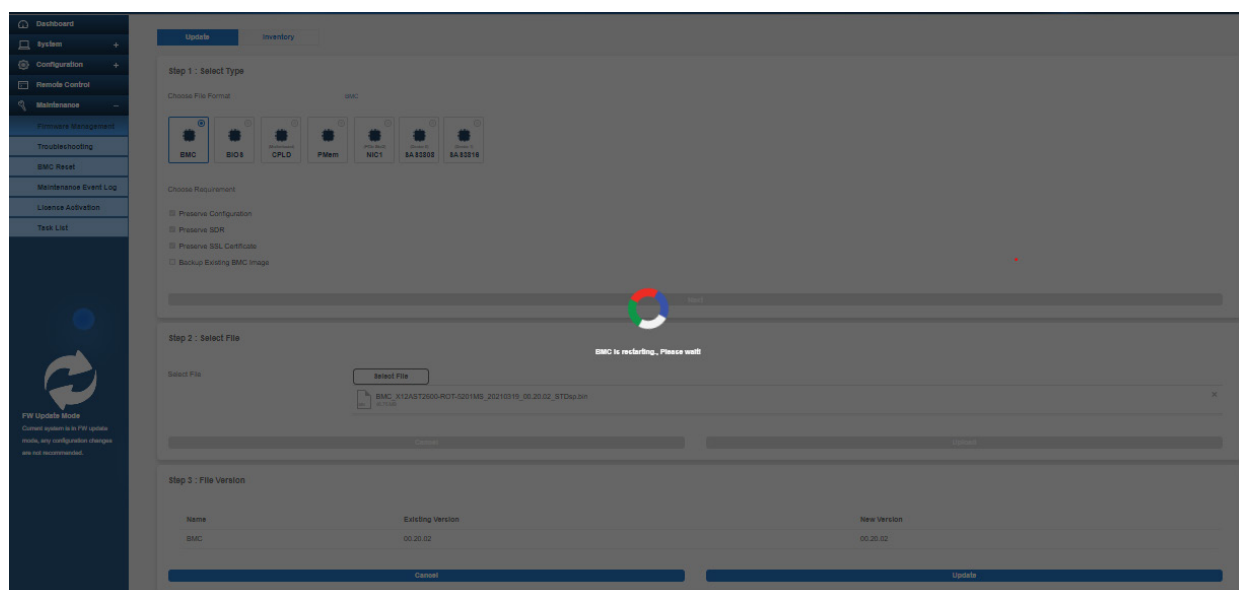 Dashboard
System +
Configuration +
Remote Control
Maintenance –
Firmware Management
Troubleshooting
BMC Reset
Maintenance Event Log
License Activation
Task List
FW Update Mode
Current system is in FW update
mode, any configuration changes
are not recommended.
Update Inventory
Step 1 : Select Type
Choose File Format BMC
BMC BIOS CPLD PMem NIC1 SAS3808 SAS3816
Choose Requirement
Preserve Configuration
Preserve SDR
Preserve SSL Certificate
Backup Existing BMC Image
Next
BMC is restarting., Please wait!
Step 2 : Select File
Select File Select File
BMC_X12AST2600-ROT-5201MS_20210319_00.20.02_STDsp.bin
Cancel Upload
Step 3 : File Version
Name Existing Version New Version
BMC 00.20.02 00.20.02
Cancel Update